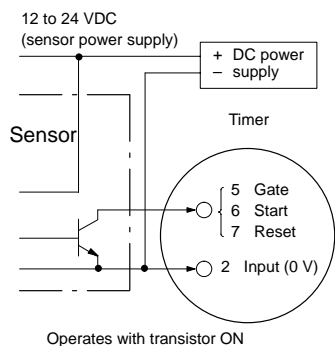 12 to 24 VDC
(sensor power supply)
+ DC power
− supply
Timer
Sensor
5 Gate
6 Start
7 Reset
2 Input (0 V)
Operates with transistor ON